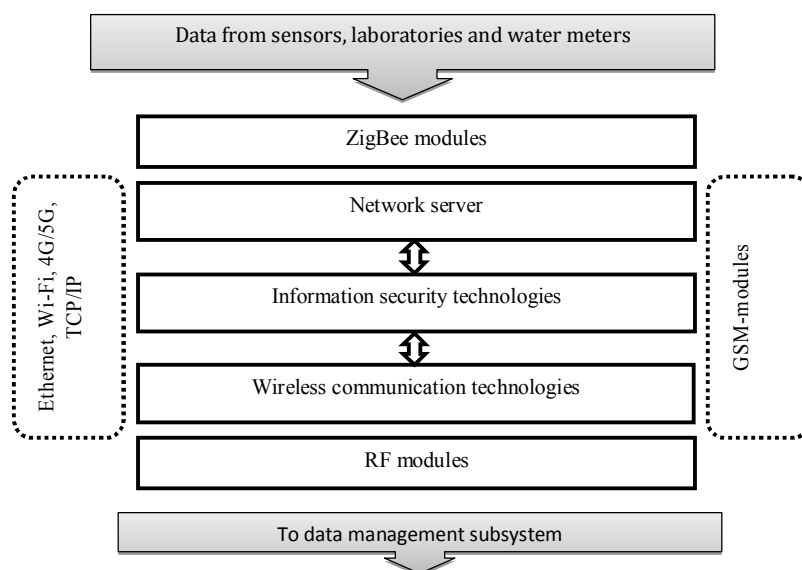 Data from sensors, laboratories and water meters
ZigBee modules
Network server
Information security technologies
Wireless communication technologies
RF modules
Ethernet, Wi-Fi, 4G/5G,
TCP/IP
GSM-modules
To data management subsystem